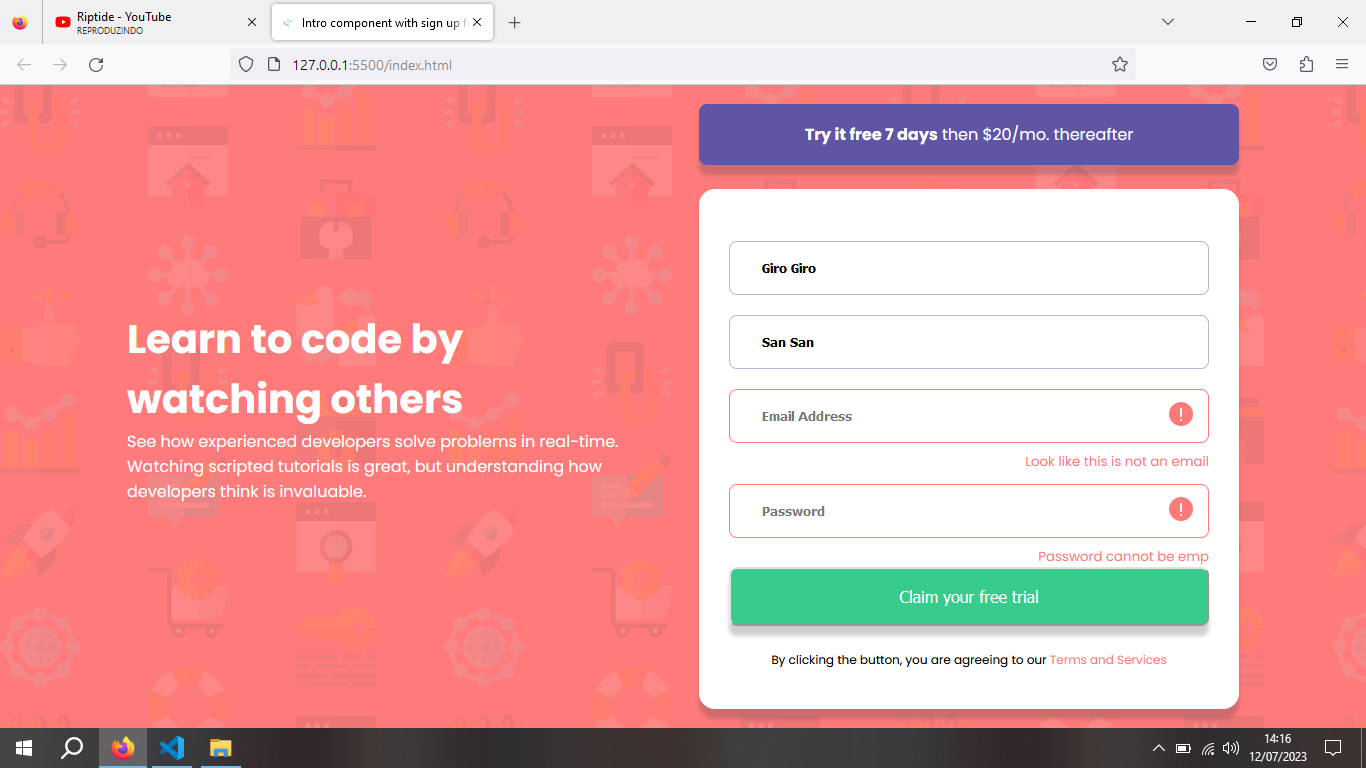 Riptide - YouTube
REPRODUZINDO
Intro component with sign up f
127.0.0.1:5500/index.html
Try it free 7 days then $20/mo. thereafter
Giro Giro
San San
Learn to code by
watching others
See how experienced developers solve problems in real-time.
Watching scripted tutorials is great, but understanding how
developers think is invaluable.
Email Address
Look like this is not an email
Password
Password cannot be emp
Claim your free trial
By clicking the button, you are agreeing to our Terms and Services
14:16
12/07/2023